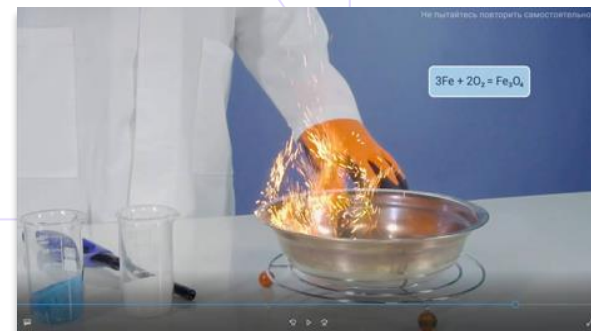 Не пытайтесь повторить самостоятельно
3Fe + 2O₂ = Fe₃O₄